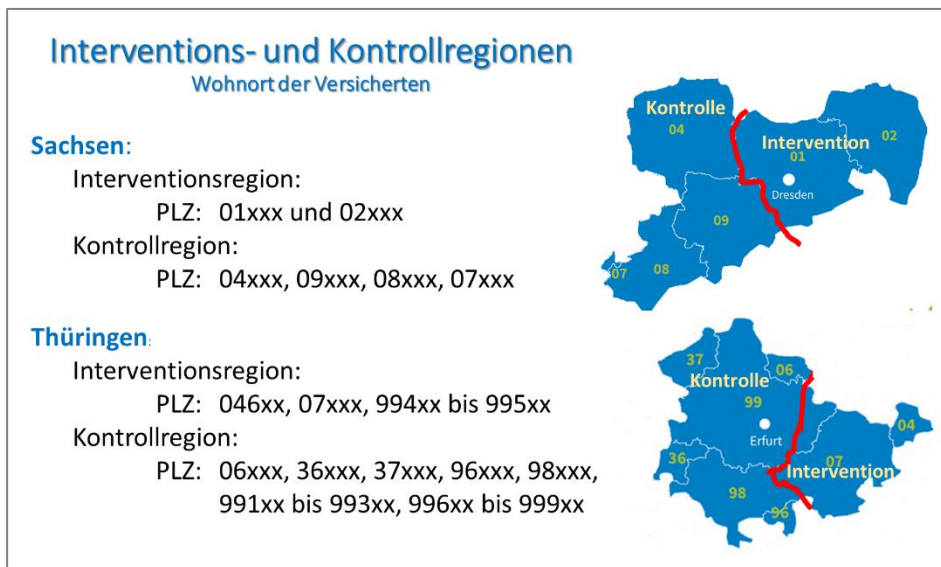 Interventions- und Kontrollregionen
Wohnort der Versicherten
Sachsen:
Interventionsregion:
PLZ: 01xxx und 02xxx
Kontrollregion:
PLZ: 04xxx, 09xxx, 08xxx, 07xxx
Thüringen:
Interventionsregion:
PLZ: 046xx, 07xxx, 994xx bis 995xx
Kontrollregion:
PLZ: 06xxx, 36xxx, 37xxx, 96xxx, 98xxx,
991xx bis 993xx, 996xx bis 999xx
Kontrolle
04
Intervention
02
01
Dresden
09
07
08
37
06
Kontrolle
99
04
Erfurt
36
07
Intervention
98
96